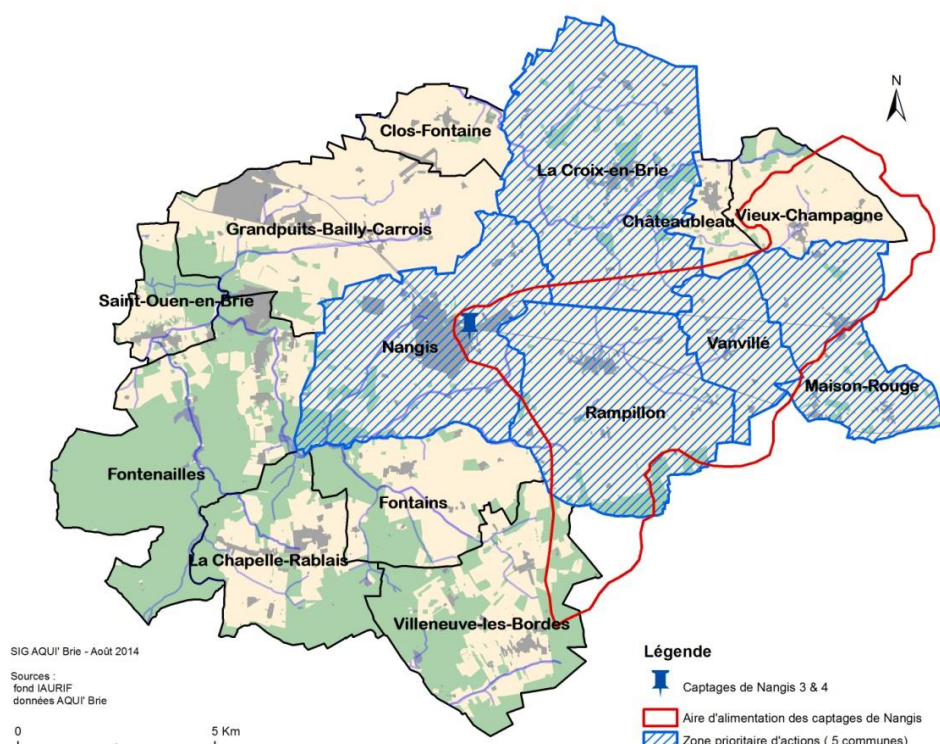 N
Clos-Fontaine
La Croix-en-Brie
Châteaubleau
Vieux-Champagne
Grandpuits-Bailly-Carrois
Saint-Ouen-en-Brie
Nangis
Vanvillé
Maison-Rouge
Rampillon
Fontenailles
Fontains
La Chapelle-Rablais
Villeneuve-les-Bordes
SIG AQUI' Brie - Août 2014
Sources :
fond IAURIF
données AQUI' Brie
0 5 Km
Légende
Captages de Nangis 3 & 4
Aire d'alimentation des captages de Nangis
Zone prioritaire d'actions ( 5 communes)